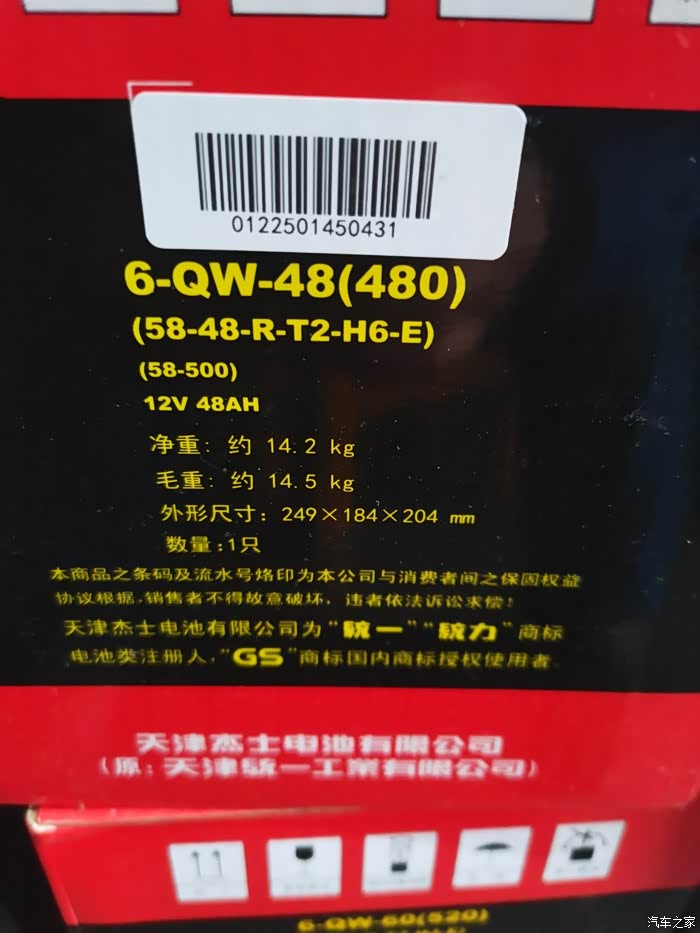 0122501450431
6-QW-48(480)
(58-48-R-T2-H6-E)
(58-500)
12V 48AH
净重: 约 14.2 kg
毛重: 约 14.5 kg
外形尺寸: 249×184×204 mm
数量:1只
本商品之条码及流水号烙印为本公司与消费者间之保固权益
协议根据,销售者不得故意破坏，违者依法诉讼求偿!
天津杰士电池有限公司为"統一""統力"商标
电池类注册人,"GS"商标国内商标授权使用者
天津杰士电池有限公司
(原:天津統一工業有限公司)
6-QW-60(520)
汽车之家